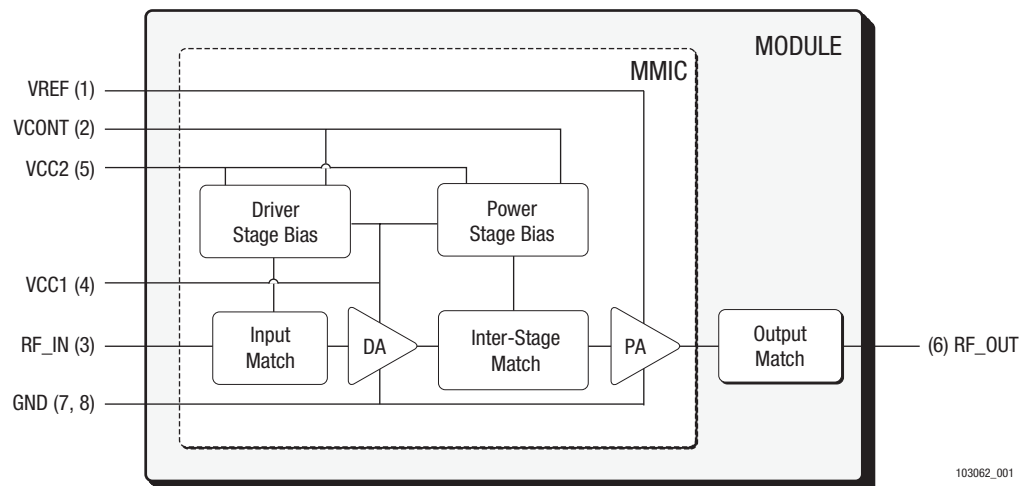 MODULE
MMIC
VREF (1)
VCONT (2)
VCC2 (5)
Driver
Stage Bias
Power
Stage Bias
VCC1 (4)
RF_IN (3)
Input
Match
DA
Inter-Stage
Match
PA
Output
Match
(6) RF_OUT
GND (7, 8)
103062_001